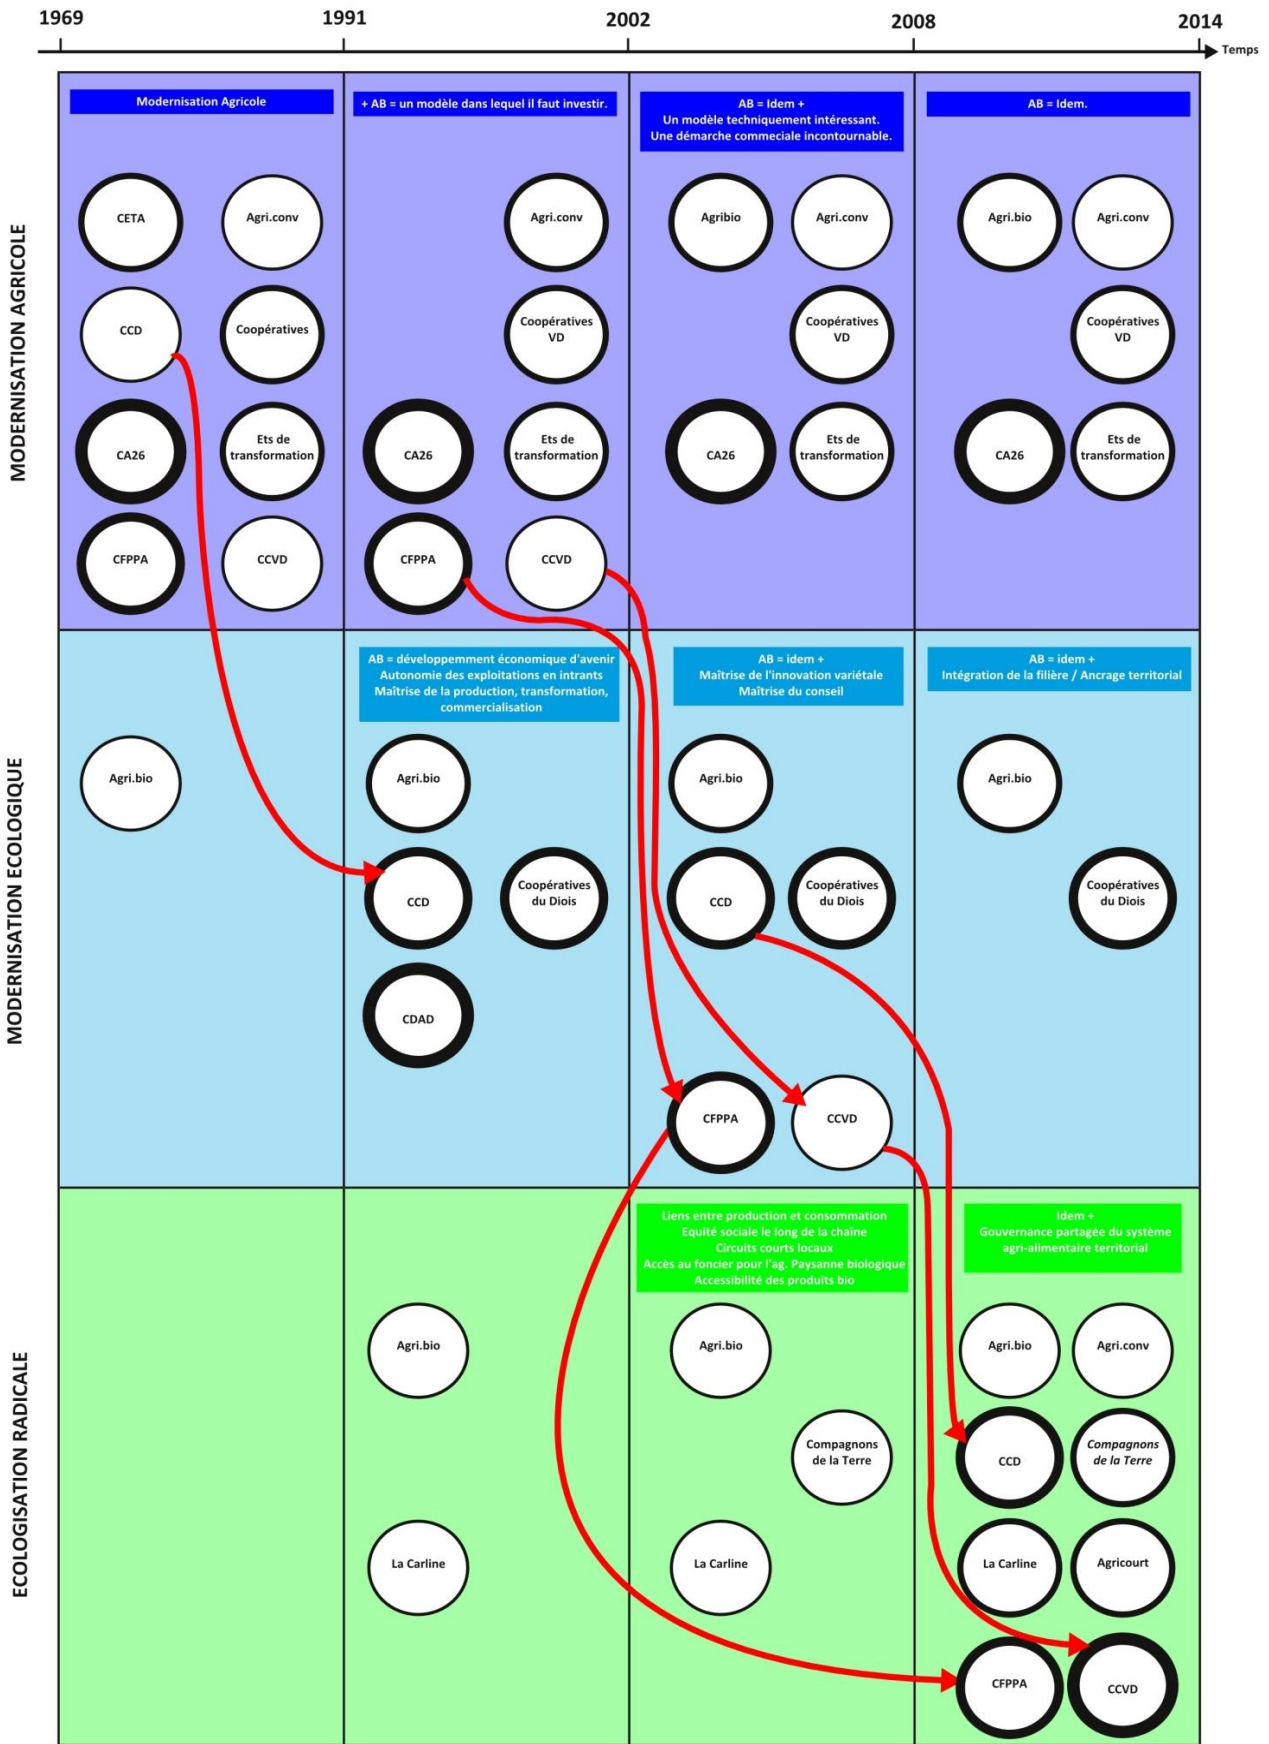 1969
1991
2002
2008
2014
Temps
MODERNISATION AGRICOLE
Modernisation Agricole
+ AB = un modèle dans lequel il faut investir.
AB = Idem +
Un modèle techniquement intéressant.
Une démarche commeciale incontournable.
AB = Idem.
CETA
Agri.conv
Agri.conv
Agribio
Agri.conv
Agri.bio
Agri.conv
CCD
Coopératives
Coopératives
VD
Coopératives
VD
Coopératives
VD
CA26
Ets de
transformation
CA26
Ets de
transformation
CA26
Ets de
transformation
CA26
Ets de
transformation
CFPPA
CCVD
CFPPA
CCVD
MODERNISATION ECOLOGIQUE
AB = développemment économique d'avenir
Autonomie des exploitations en intrants
Maîtrise de la production, transformation,
commercialisation
AB = idem +
Maîtrise de l'innovation variétale
Maîtrise du conseil
AB = idem +
Intégration de la filière / Ancrage territorial
Agri.bio
Agri.bio
Agri.bio
Agri.bio
CCD
Coopératives
du Diois
CCD
Coopératives
du Diois
Coopératives
du Diois
CDAD
CFPPA
CCVD
ECOLOGISATION RADICALE
Liens entre production et consommation
Equité sociale le long de la chaîne
Circuits courts locaux
Accès au foncier pour l'ag. Paysanne biologique
Accessibilité des produits bio
Idem +
Gouvernance partagée du système
agri-alimentaire territorial
Agri.bio
Agri.bio
Agri.bio
Agri.conv
Compagnons
de la Terre
CCD
Compagnons
de la Terre
La Carline
La Carline
La Carline
Agricourt
CFPPA
CCVD